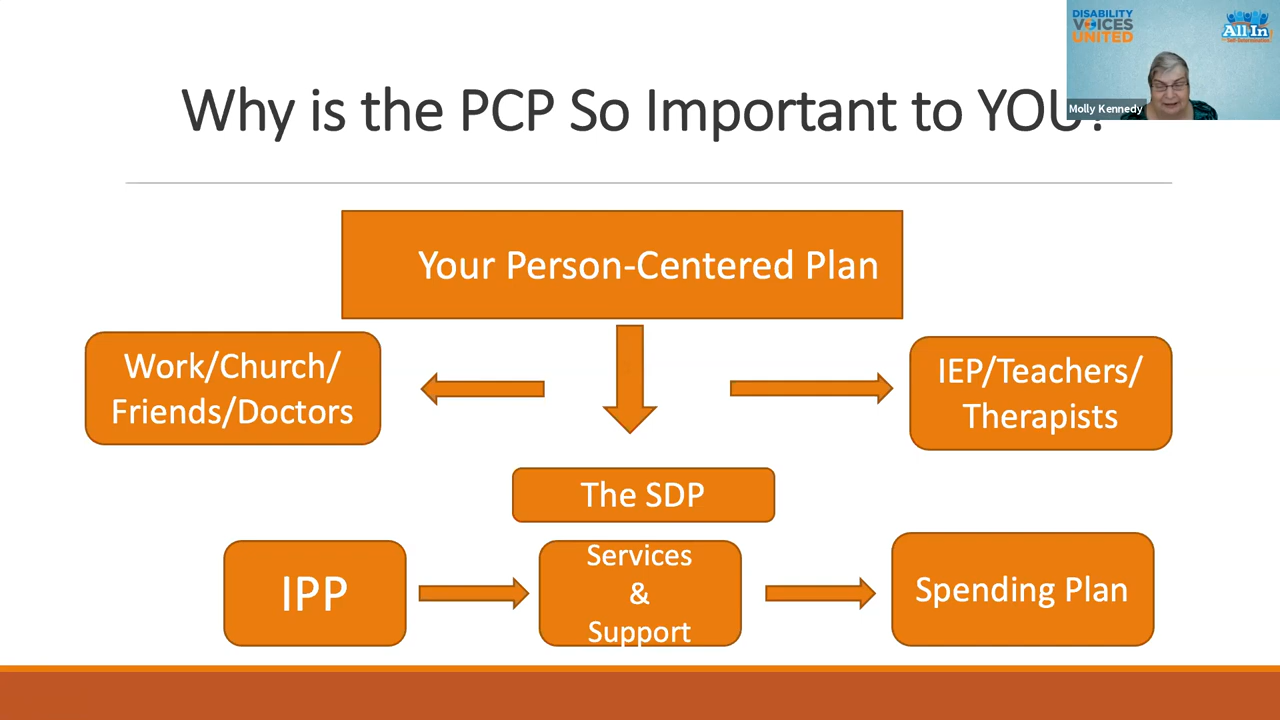 DISABILITY
VOICES
UNITED
All In
Molly Kennedy
Why is the PCP So Important to YOU?
Your Person-Centered Plan
Work/Church/
Friends/Doctors
IEP/Teachers/
Therapists
The SDP
IPP
Services
&
Support
Spending Plan